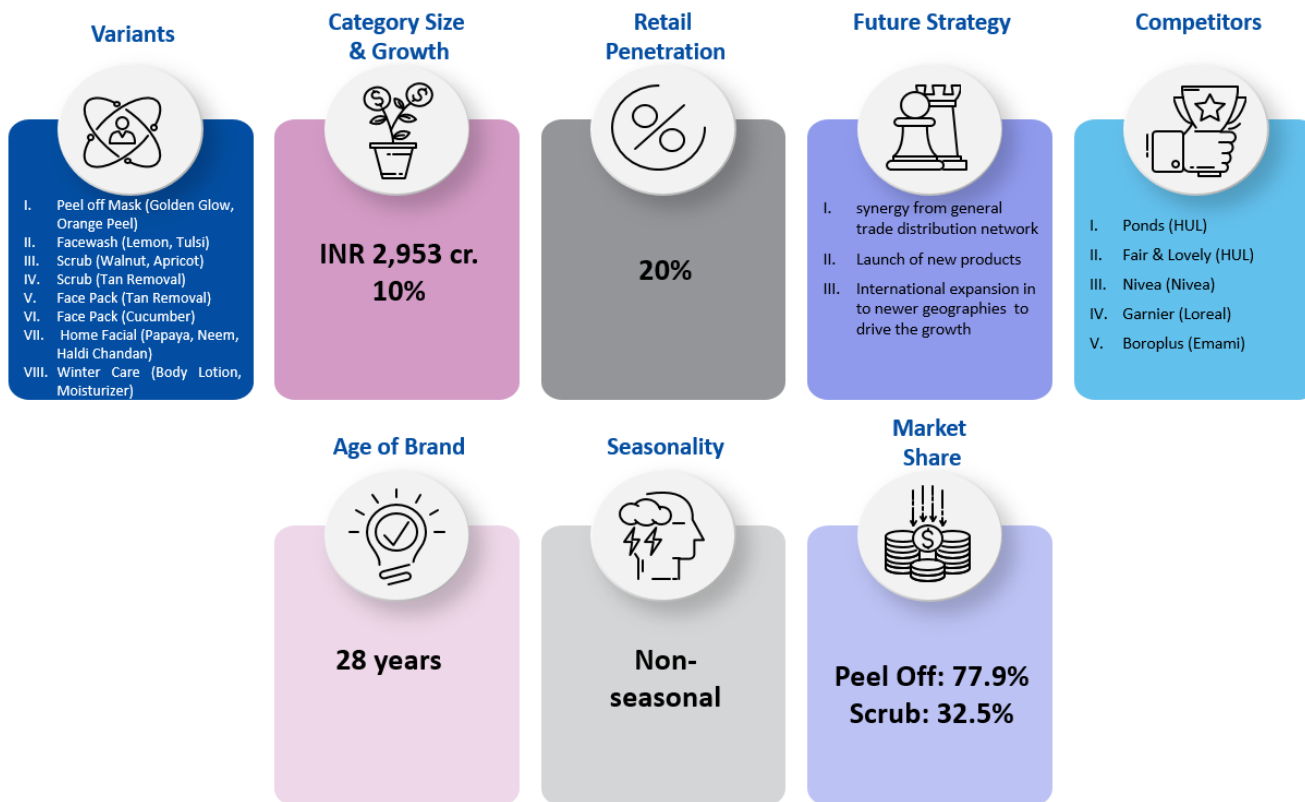 Variants
I. Peel off Mask (Golden Glow,
Orange Peel)
II. Facewash (Lemon, Tulsi)
III. Scrub (Walnut, Apricot)
IV. Scrub (Tan Removal)
V. Face Pack (Tan Removal)
VI. Face Pack (Cucumber)
VII. Home Facial (Papaya, Neem,
Haldi Chandan)
VIII. Winter Care (Body Lotion,
Moisturizer)
Category Size
& Growth
$ $
INR 2,953 cr.
10%
Retail
Penetration
%
20%
Future Strategy
I. synergy from general
trade distribution network
II. Launch of new products
III. International expansion in
to newer geographies to
drive the growth
Competitors
I. Ponds (HUL)
II. Fair & Lovely (HUL)
III. Nivea (Nivea)
IV. Garnier (Loreal)
V. Boroplus (Emami)
Age of Brand
28 years
Seasonality
Non-
seasonal
Market
Share
$
Peel Off: 77.9%
Scrub: 32.5%